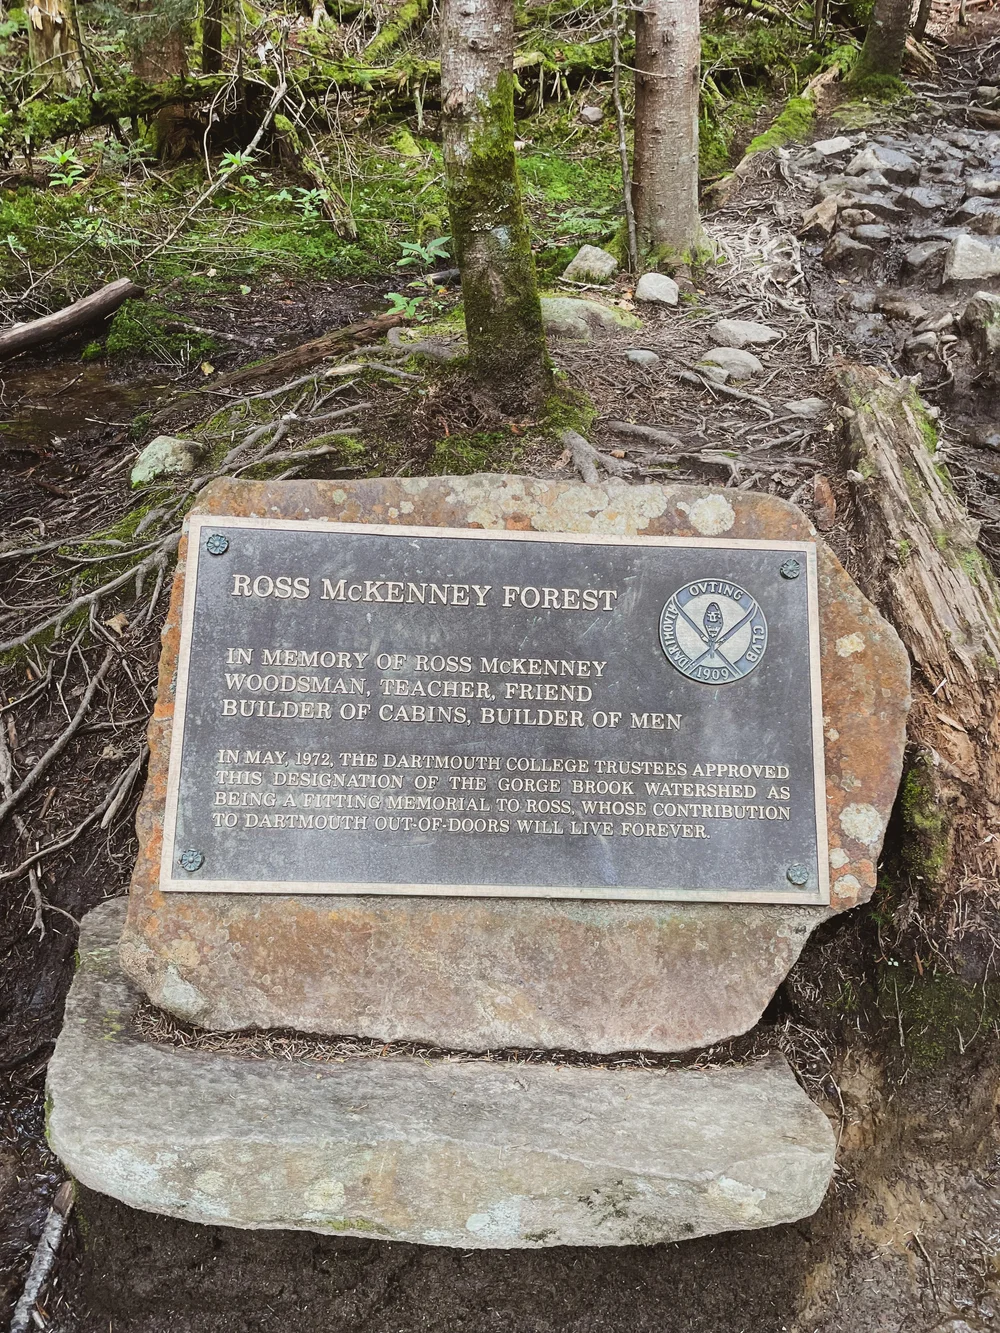 ROSS McKENNEY FOREST
OVTING
DARTMOVTH
CLVB
1909
IN MEMORY OF ROSS McKENNEY
WOODSMAN, TEACHER, FRIEND
BUILDER OF CABINS, BUILDER OF MEN
IN MAY, 1972, THE DARTMOUTH COLLEGE TRUSTEES APPROVED
THIS DESIGNATION OF THE GORGE BROOK WATERSHED AS
BEING A FITTING MEMORIAL TO ROSS, WHOSE CONTRIBUTION
TO DARTMOUTH OUT-OF-DOORS WILL LIVE FOREVER.